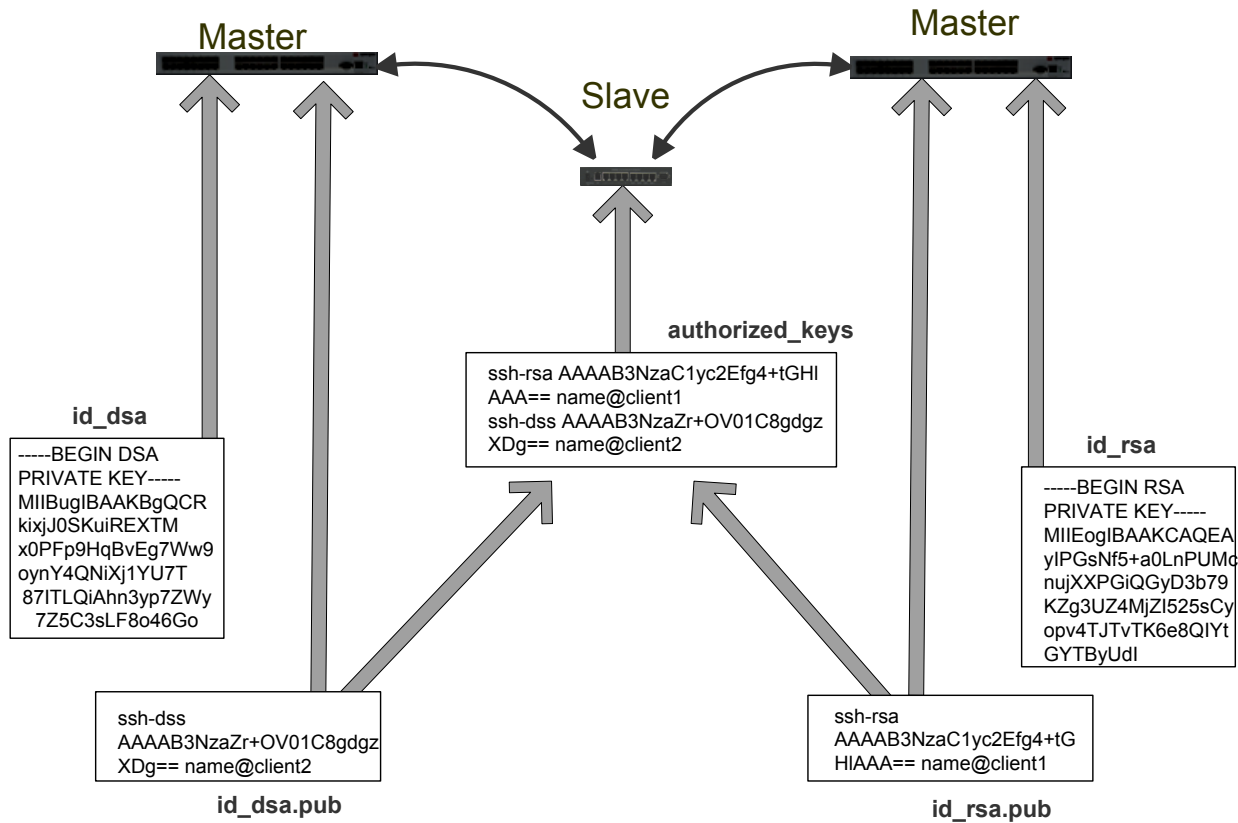 Master
Master
Slave
authorized_keys
ssh-rsa AAAAB3NzaC1yc2Efg4+tGHI
AAA== name@client1
ssh-dss AAAAB3NzaZr+OV01C8gdgz
XDg== name@client2
id_dsa
-----BEGIN DSA
PRIVATE KEY-----
MIIBugIBAAKBgQCR
kixjJ0SKuiREXTM
x0PFp9HqBvEg7Ww9
oynY4QNiXj1YU7T
87ITLQiAhn3yp7ZWy
7Z5C3sLF8o46Go
id_rsa
-----BEGIN RSA
PRIVATE KEY-----
MIIEogIBAAKCAQEA
yIPGsNf5+a0LnPUMc
nujXXPGiQGyD3b79
KZg3UZ4MjZI525sCy
opv4TJTvTK6e8QIYt
GYTByUdI
ssh-dss
AAAAB3NzaZr+OV01C8gdgz
XDg== name@client2
id_dsa.pub
ssh-rsa
AAAAB3NzaC1yc2Efg4+tG
HIAAA== name@client1
id_rsa.pub